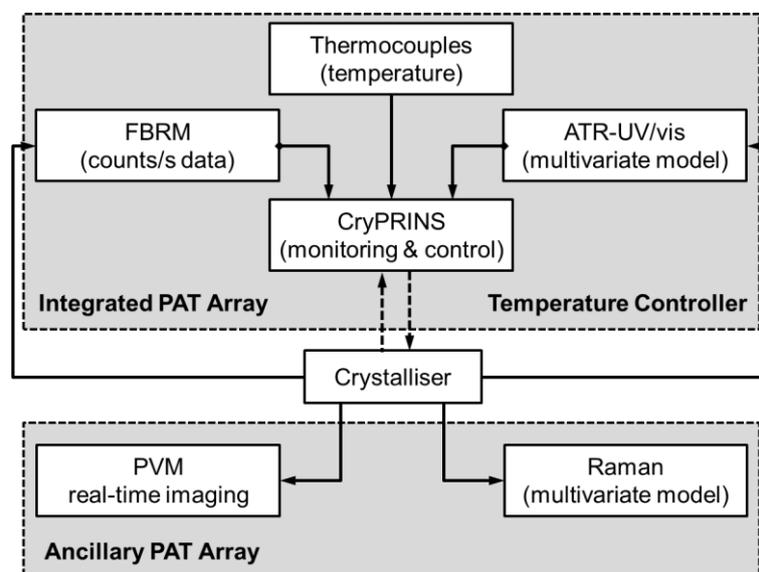 Thermocouples
(temperature)
FBRM
(counts/s data)
ATR-UV/vis
(multivariate model)
CryPRINS
(monitoring & control)
Integrated PAT Array
Temperature Controller
Crystalliser
PVM
real-time imaging
Raman
(multivariate model)
Ancillary PAT Array